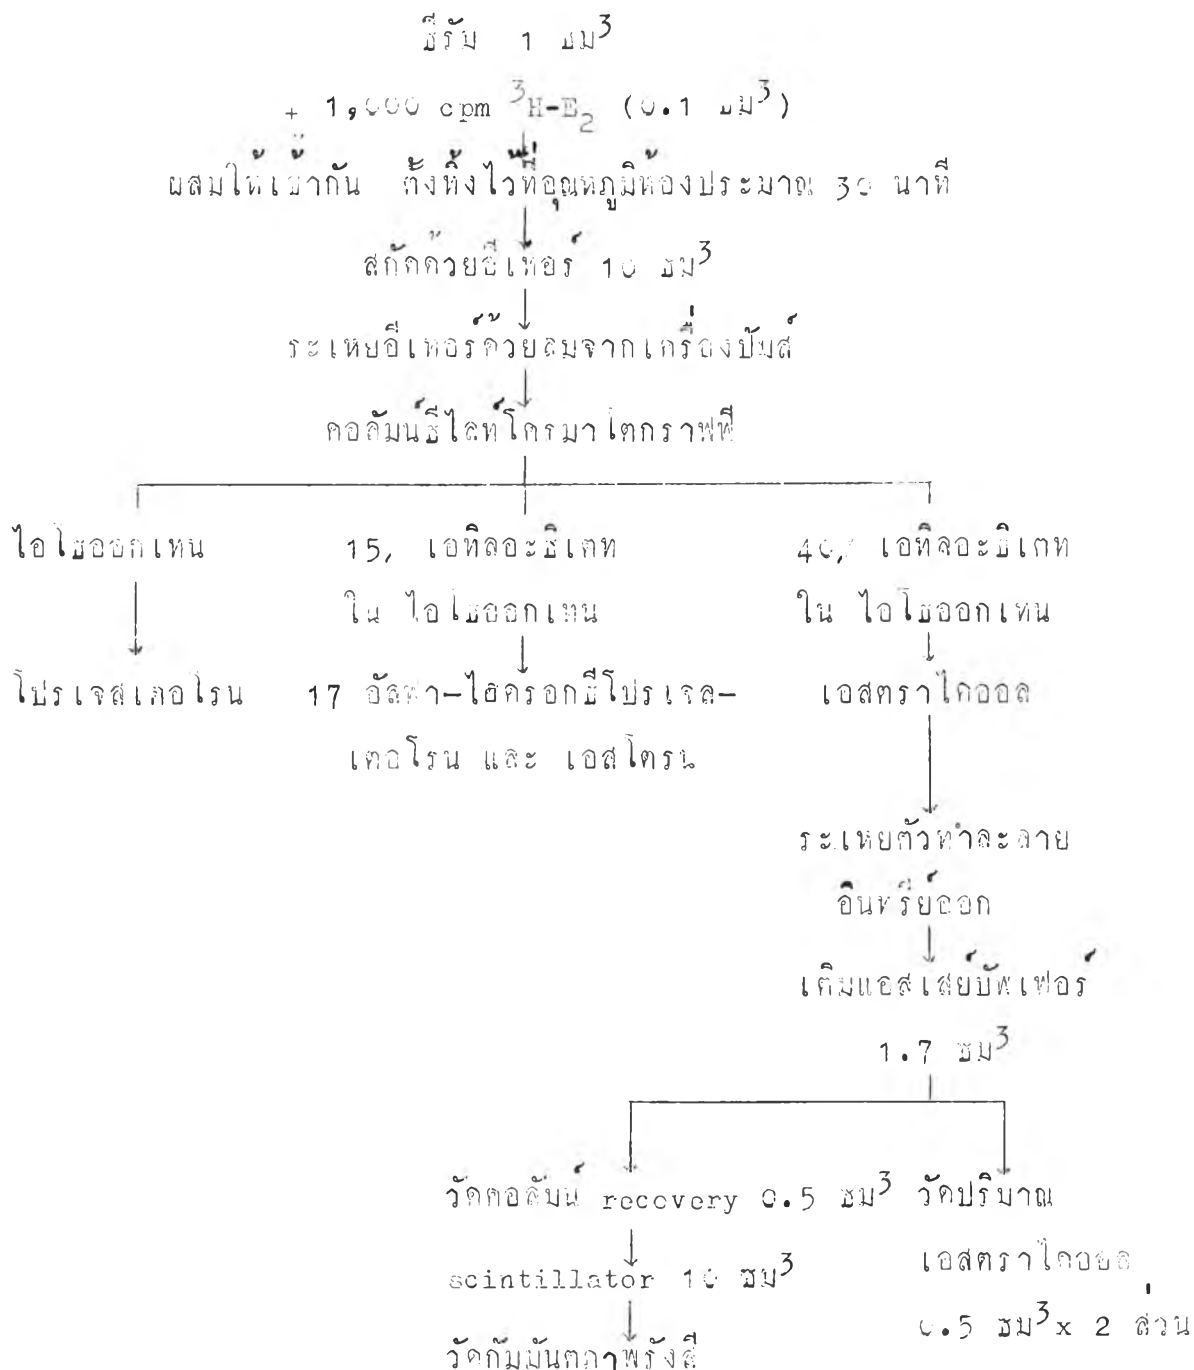 ซีรัม 1 ซม³
+ 1,000 cpm ³H-E₂ (0.1 ซม³)
ผสมให้เข้ากัน ตั้งทิ้งไว้ที่อุณหภูมิห้องประมาณ 30 นาที
สกัดด้วยอีเทอร์ 10 ซม³
ระเหยอีเทอร์ด้วยลมจากเครื่องปั๊มส์
คอลัมน์ซีไลท์โครมาโตกราฟฟี
ไอโซออกเทน 15% เอทิลอะซิเตท 40% เอทิลอะซิเตท
ใน ไอโซออกเทน ใน ไอโซออกเทน
โปรเจสเตอโรน 17 อัลฟา-ไฮดรอกซีโปรเจส- เอสตราไดออล
เตอโรน และ เอสโตรน
ระเหยตัวทำละลาย
อินทรีย์ออก
เติมแอสเสย์บัฟเฟอร์
1.7 ซม³
วัดคอลัมน์ recovery 0.5 ซม³ วัดปริมาณ
scintillator 10 ซม³ เอสตราไดออล
0.5 ซม³ x 2 ส่วน
วัดกัมมันตภาพรังสี